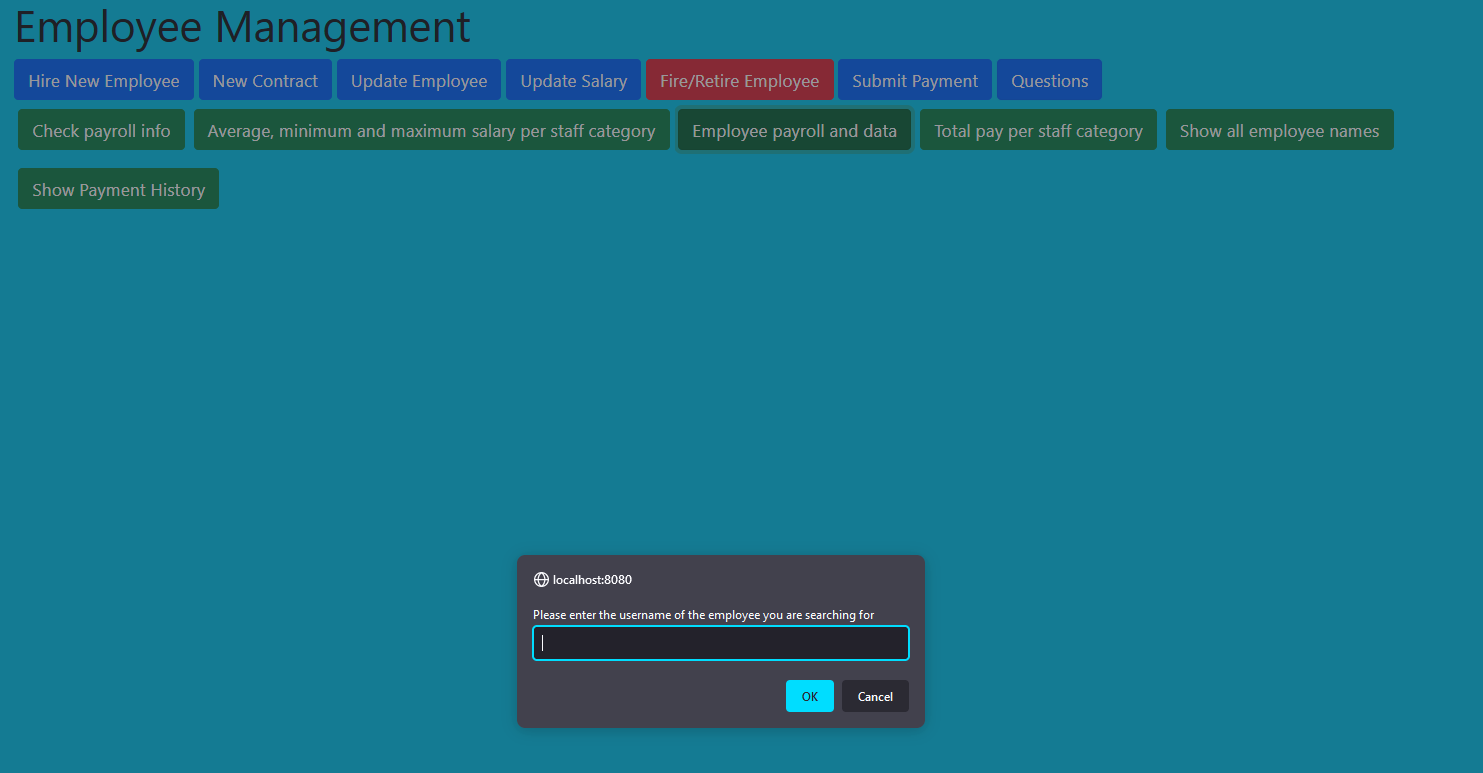 Employee Management
Hire New Employee New Contract Update Employee Update Salary Fire/Retire Employee Submit Payment Questions
Check payroll info Average, minimum and maximum salary per staff category Employee payroll and data Total pay per staff category Show all employee names
Show Payment History
localhost:8080
Please enter the username of the employee you are searching for
OK Cancel